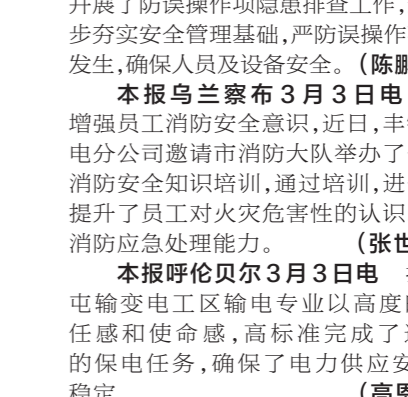 开展了防误操作项隐患排查工作,
步夯实安全管理基础,严防误操作
发生,确保人员及设备安全。(陈鹏
本报乌兰察布3月3日电
增强员工消防安全意识,近日,丰
电分公司邀请市消防大队举办了
消防安全知识培训,通过培训,进
提升了员工对火灾危害性的认识
消防应急处理能力。 (张世
本报呼伦贝尔3月3日电
屯输变电工区输电专业以高度
任感和使命感,高标准完成了
的保电任务,确保了电力供应安
稳定 (高恩